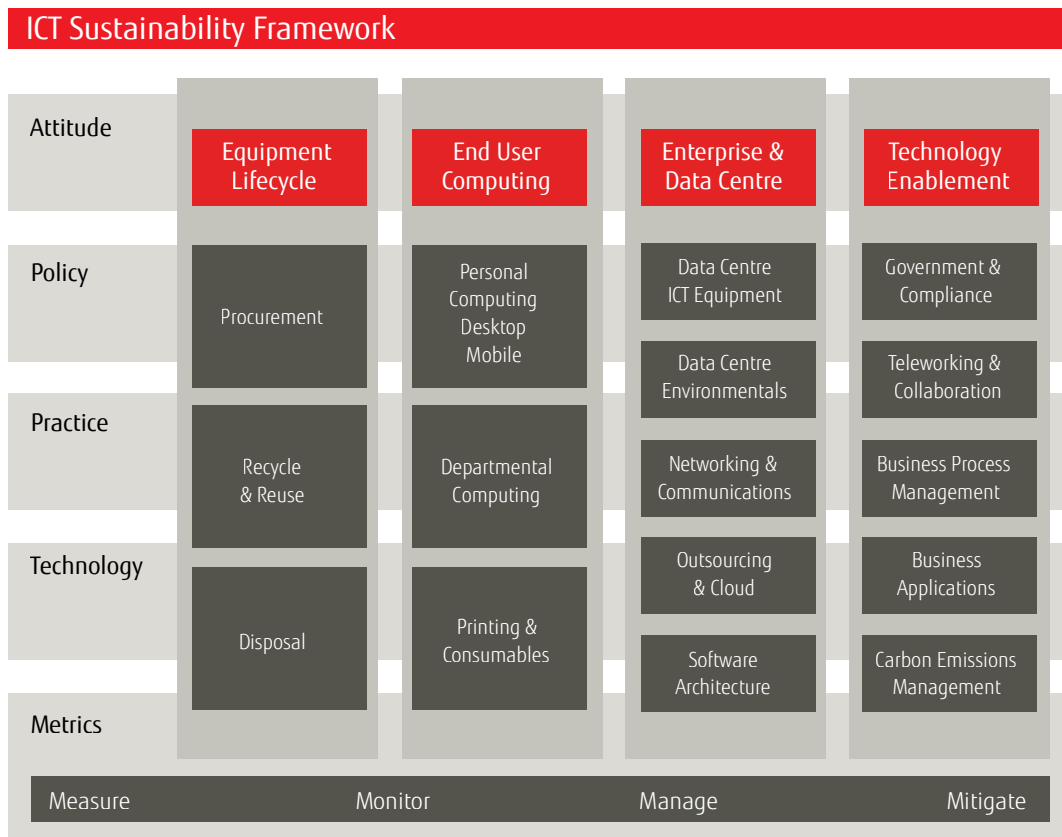 ICT Sustainability Framework
Attitude
Equipment
Lifecycle
End User
Computing
Enterprise &
Data Centre
Technology
Enablement
Policy
Procurement
Personal
Computing
Desktop
Mobile
Data Centre
ICT Equipment
Government &
Compliance
Data Centre
Environmentals
Teleworking &
Collaboration
Practice
Recycle
& Reuse
Departmental
Computing
Networking &
Communications
Business Process
Management
Technology
Disposal
Printing &
Consumables
Outsourcing
& Cloud
Business
Applications
Software
Architecture
Carbon Emissions
Management
Metrics
Measure Monitor Manage Mitigate